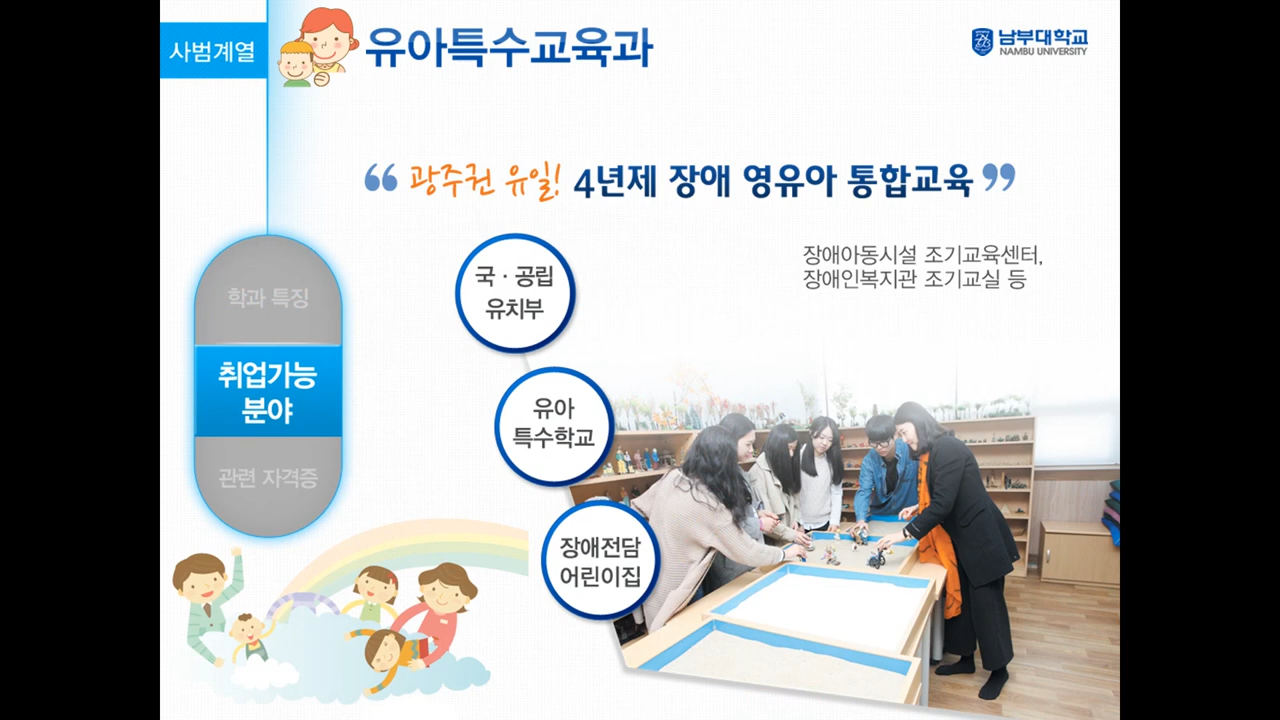 사범계열
유아특수교육과
남부대학교
NAMBU UNIVERSITY
“ 광주권 유일! 4년제 장애 영유아 통합교육 ”
학과 특징
취업가능
분야
관련 자격증
국 · 공립
유치부
유아
특수학교
장애전담
어린이집
장애아동시설 조기교육센터,
장애인복지관 조기교실 등